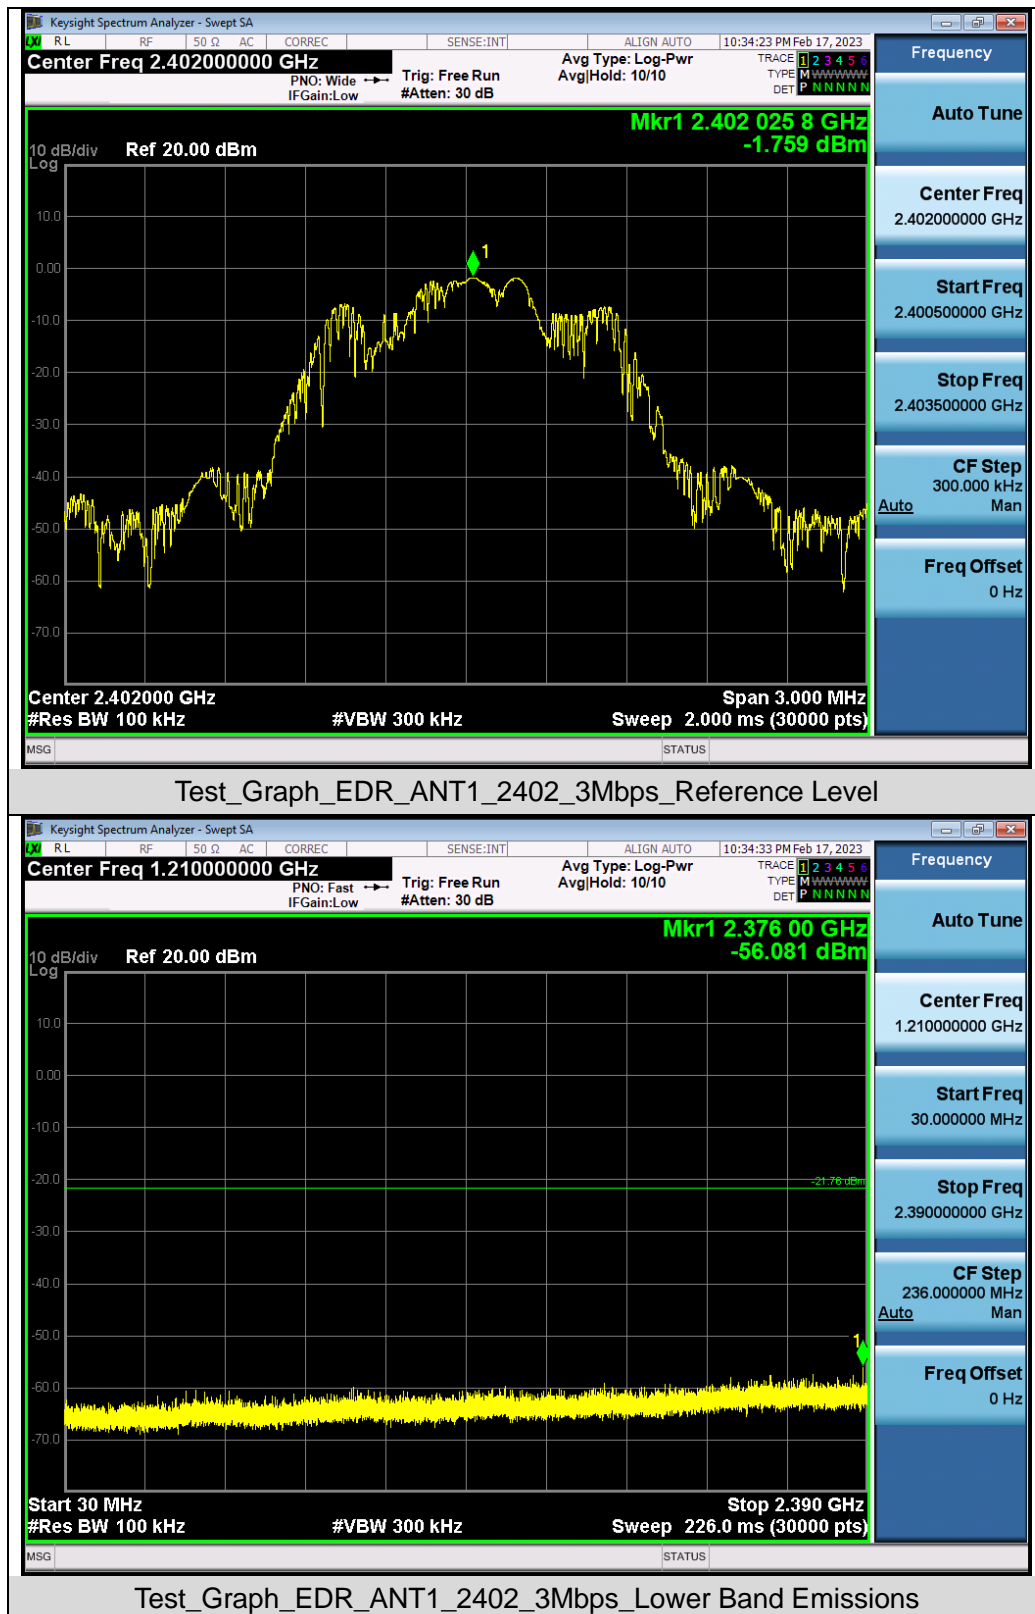 Keysight Spectrum Analyzer - Swept SA
LXI RL RF 50 Ω AC CORREC SENSE:INT ALIGN AUTO 10:34:23 PM Feb 17, 2023
Center Freq 2.402000000 GHz
PNO: Wide
IFGain:Low
Trig: Free Run
#Atten: 30 dB
Avg Type: Log-Pwr
Avg|Hold: 10/10
TRACE 1 2 3 4 5 6
TYPE M WWWWW
DET P N N N N N
Mkr1 2.402 025 8 GHz
-1.759 dBm
10 dB/div Ref 20.00 dBm
Log
10.0
0.00
-10.0
-20.0
-30.0
-40.0
-50.0
-60.0
-70.0
1
Center 2.402000 GHz Span 3.000 MHz
#Res BW 100 kHz #VBW 300 kHz Sweep 2.000 ms (30000 pts)
MSG STATUS
Frequency
Auto Tune
Center Freq
2.402000000 GHz
Start Freq
2.400500000 GHz
Stop Freq
2.403500000 GHz
CF Step
300.000 kHz
Auto Man
Freq Offset
0 Hz
Test_Graph_EDR_ANT1_2402_3Mbps_Reference Level
Keysight Spectrum Analyzer - Swept SA
LXI RL RF 50 Ω AC CORREC SENSE:INT ALIGN AUTO 10:34:33 PM Feb 17, 2023
Center Freq 1.210000000 GHz
PNO: Fast
IFGain:Low
Trig: Free Run
#Atten: 30 dB
Avg Type: Log-Pwr
Avg|Hold: 10/10
TRACE 1 2 3 4 5 6
TYPE M WWWWW
DET P N N N N N
Mkr1 2.376 00 GHz
-56.081 dBm
10 dB/div Ref 20.00 dBm
Log
10.0
0.00
-10.0
-20.0
-30.0
-40.0
-50.0
-60.0
-70.0
-21.76 dBm
1
Start 30 MHz Stop 2.390 GHz
#Res BW 100 kHz #VBW 300 kHz Sweep 226.0 ms (30000 pts)
MSG STATUS
Frequency
Auto Tune
Center Freq
1.210000000 GHz
Start Freq
30.000000 MHz
Stop Freq
2.390000000 GHz
CF Step
236.000000 MHz
Auto Man
Freq Offset
0 Hz
Test_Graph_EDR_ANT1_2402_3Mbps_Lower Band Emissions